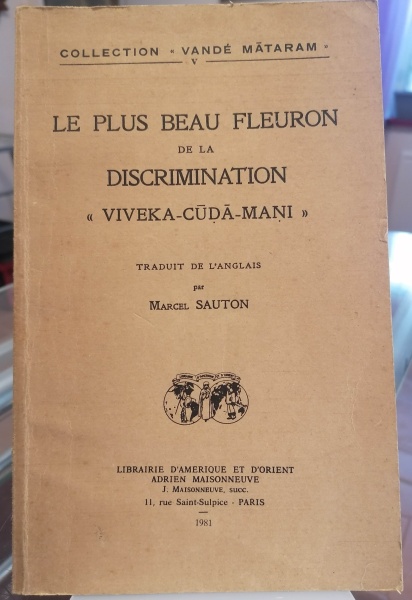 COLLECTION « VANDÉ MĀTARAM »
V
LE PLUS BEAU FLEURON
DE LA
DISCRIMINATION
« VIVEKA-CŪḌĀ-MAṆI »
TRADUIT DE L'ANGLAIS
par
MARCEL SAUTON
LIBRAIRIE D'AMERIQUE ET D'ORIENT
ADRIEN MAISONNEUVE
J. MAISONNEUVE, succ.
11, rue Saint-Sulpice - PARIS
1981